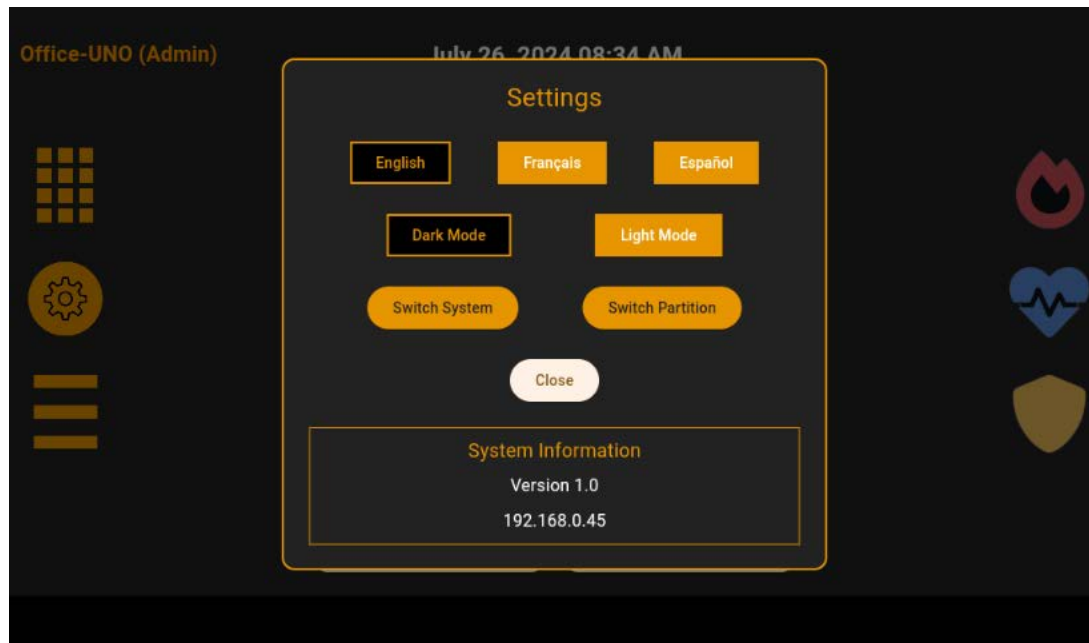 Office-UNO (Admin)
July 26, 2024 08:34 AM
Settings
English Français Español
Dark Mode Light Mode
Switch System Switch Partition
Close
System Information
Version 1.0
192.168.0.45